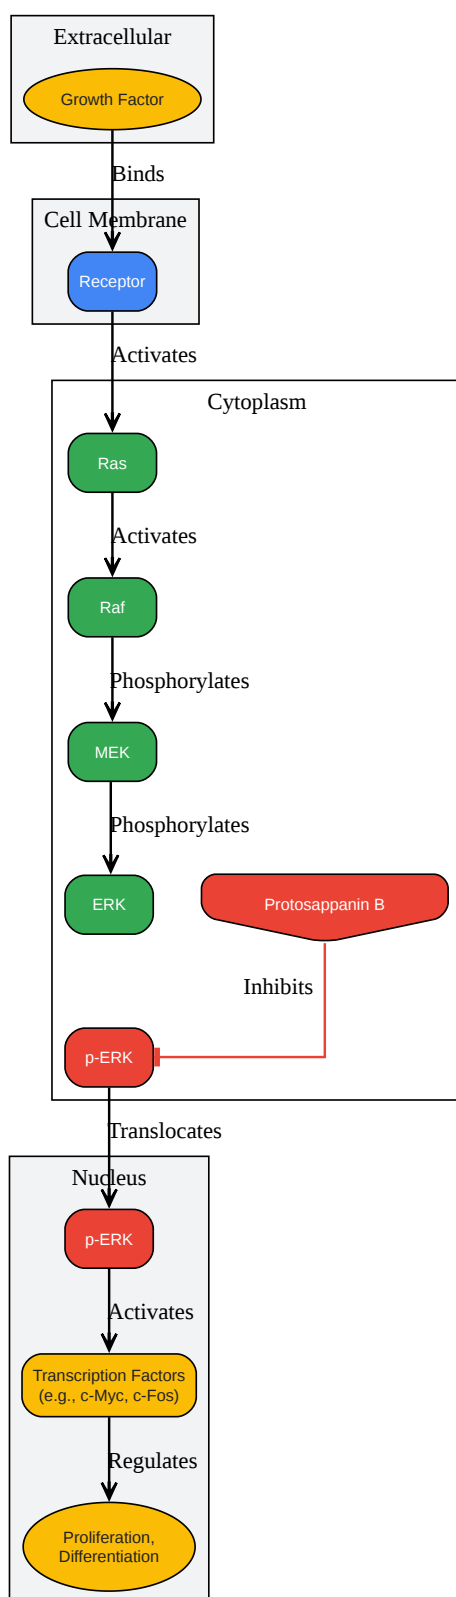 Extracellular
Growth Factor
Binds
Cell Membrane
Receptor
Activates
Cytoplasm
Ras
Activates
Raf
Phosphorylates
MEK
Phosphorylates
ERK
Protosappanin B
Inhibits
p-ERK
Translocates
Nucleus
p-ERK
Activates
Transcription Factors
(e.g., c-Myc, c-Fos)
Regulates
Proliferation,
Differentiation